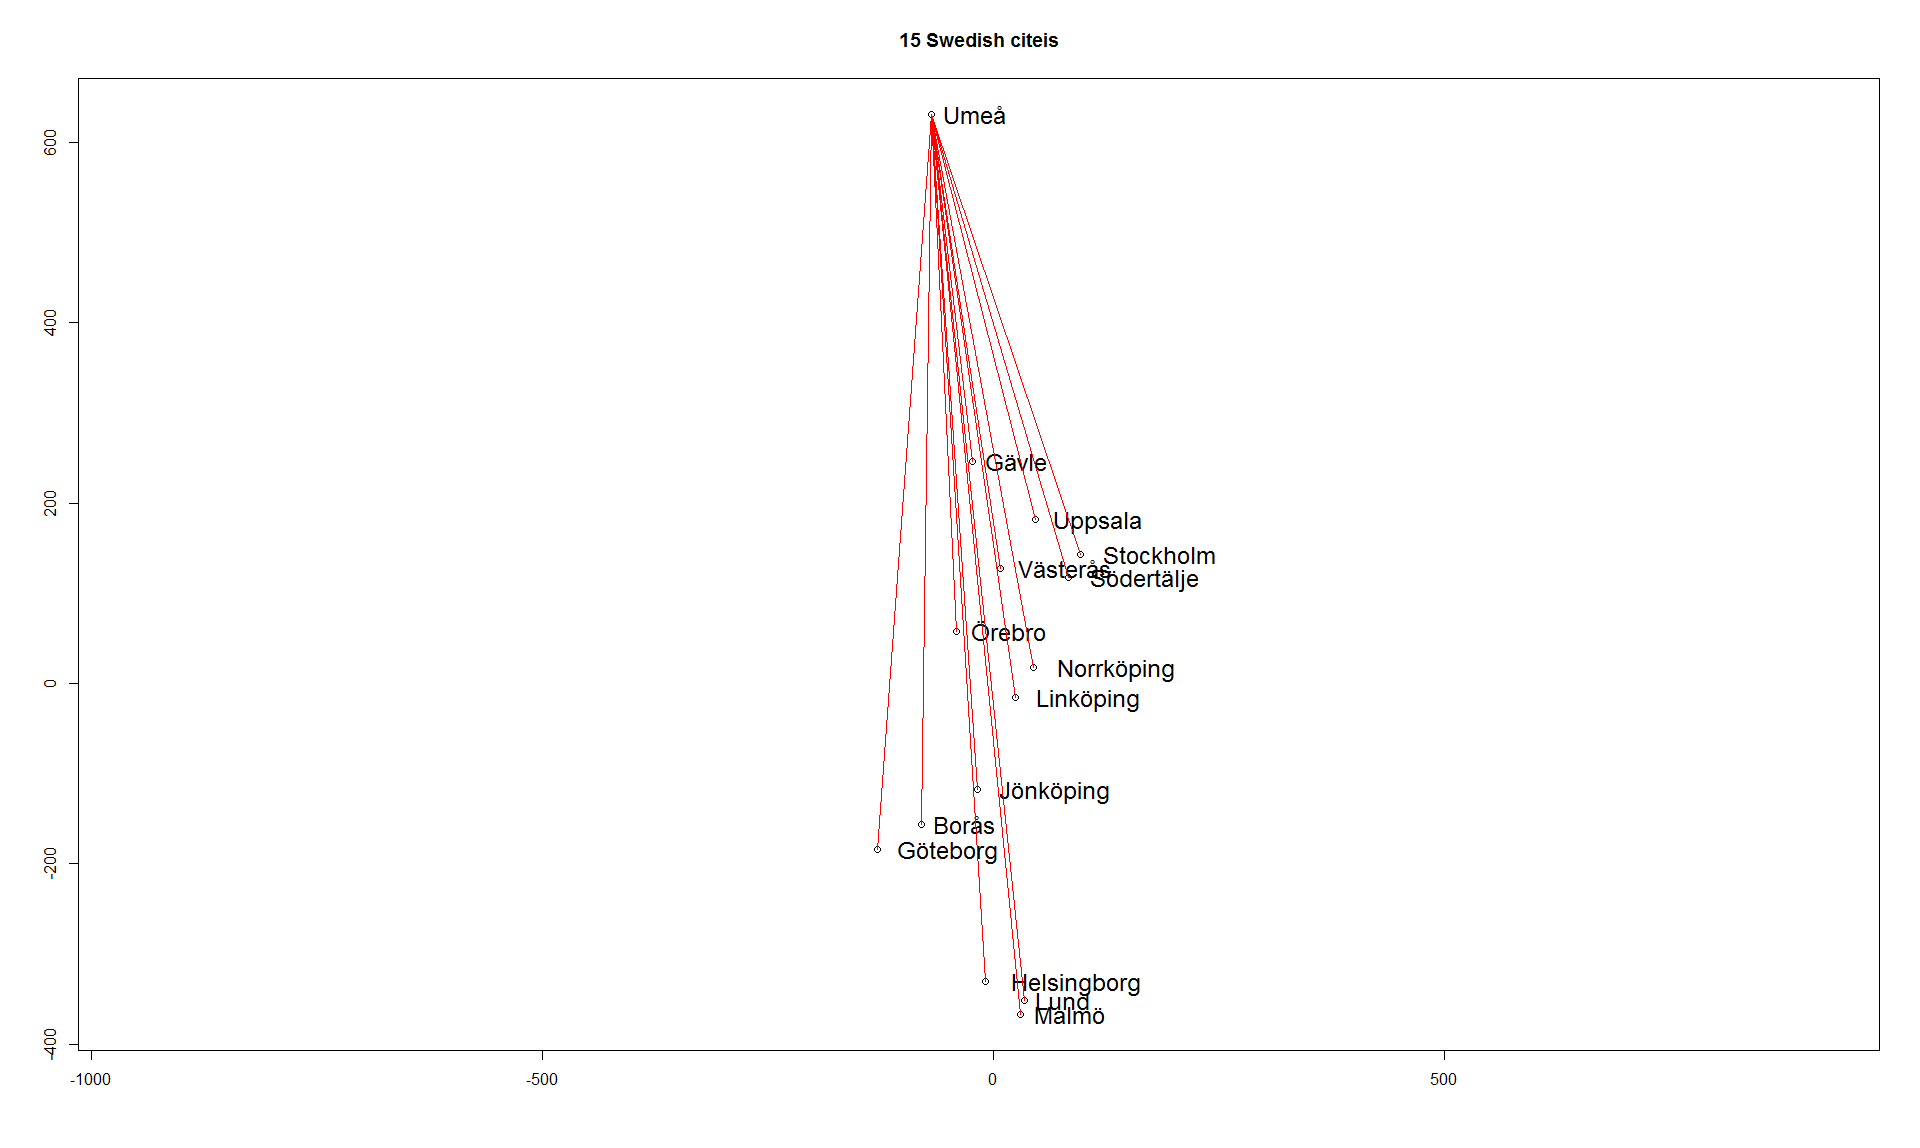 15 Swedish citeis
600
400
200
0
-200
-400
Umeå
Gävle
Uppsala
Stockholm
Västerås
Södertälje
Örebro
Norrköping
Linköping
Jönköping
Borås
Göteborg
Helsingborg
Lund
Malmö
-1000 -500 0 500